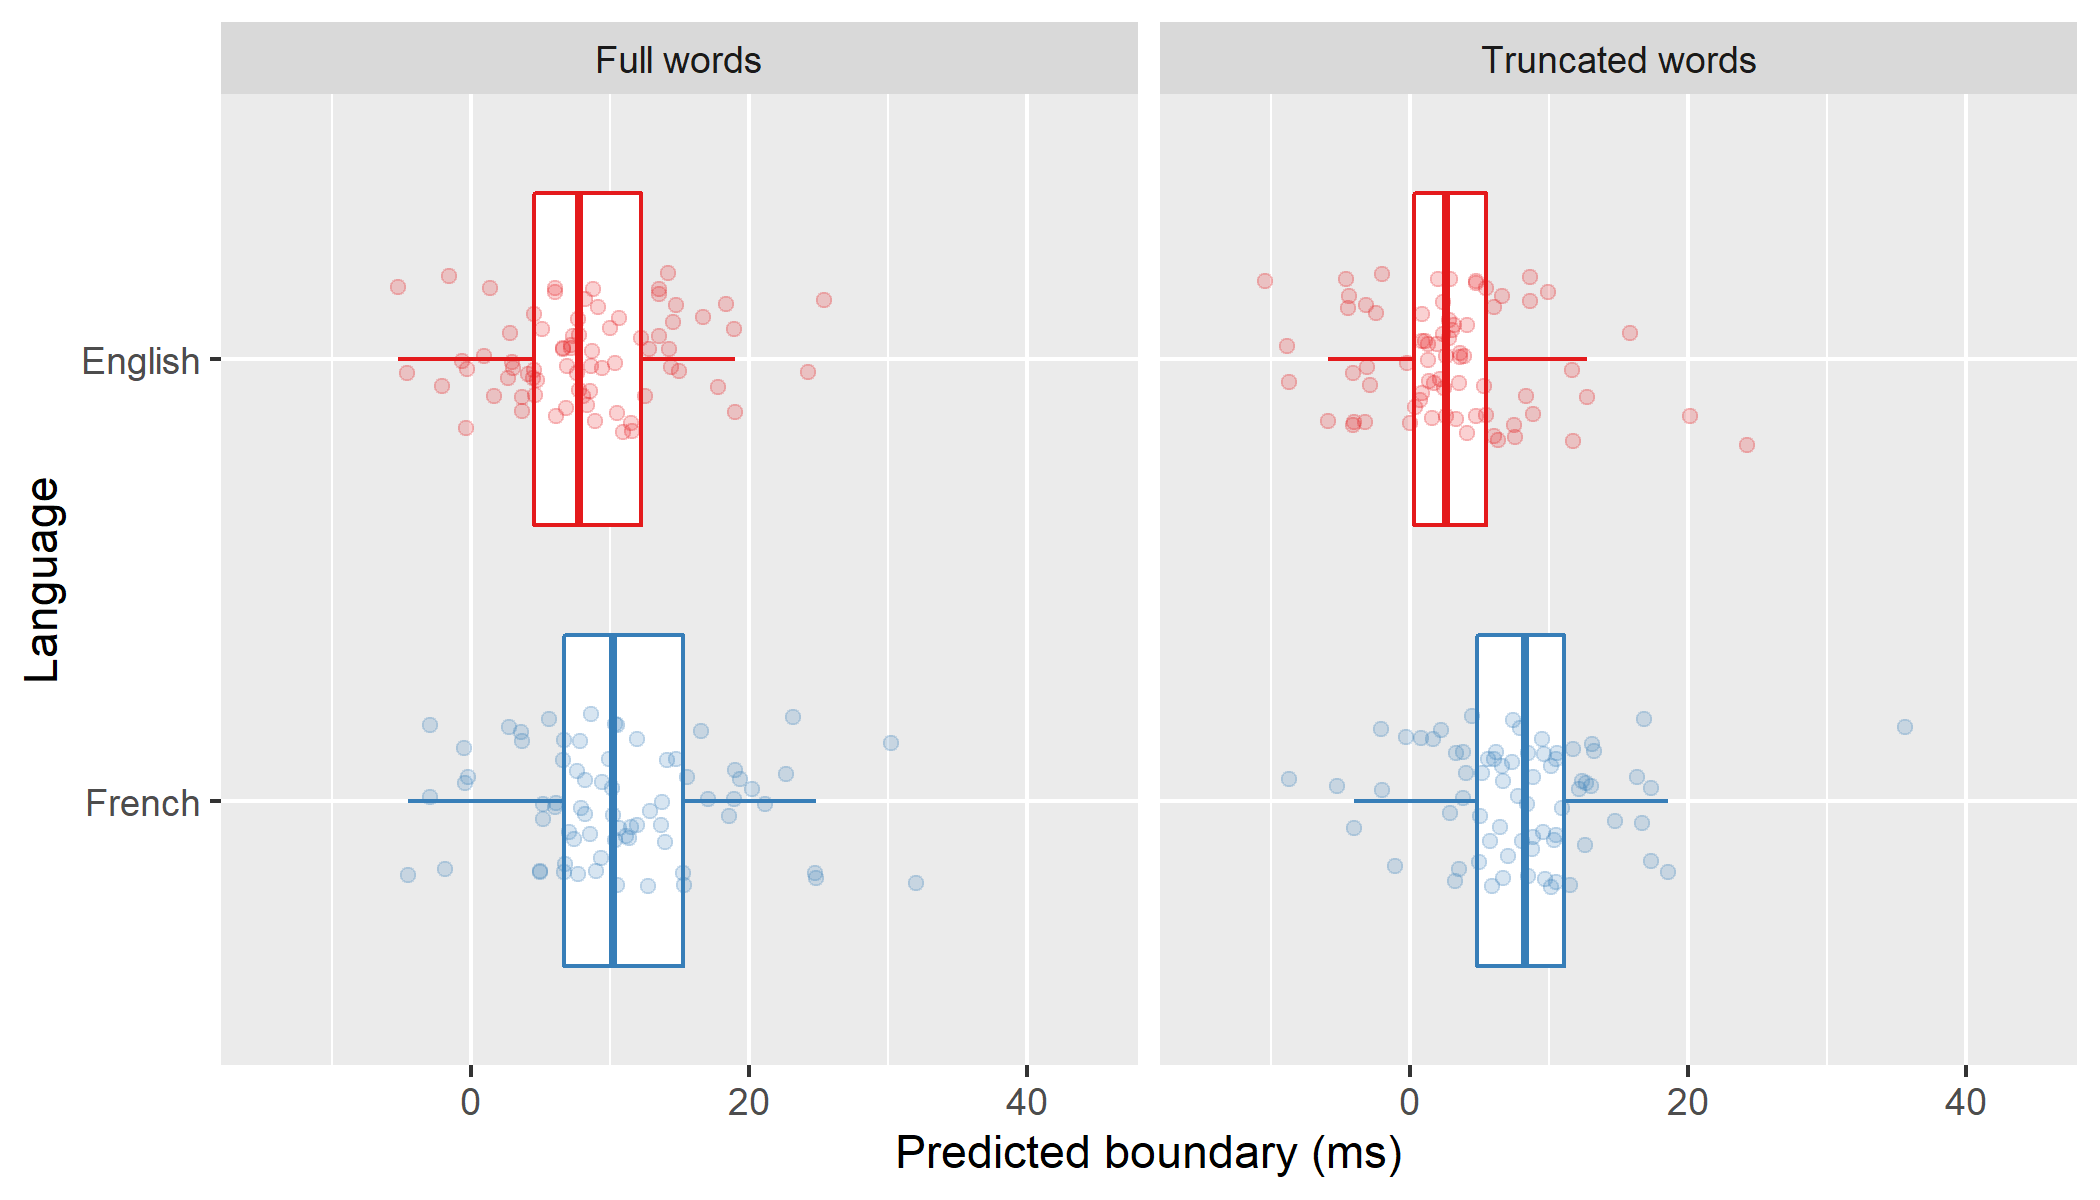 Full words
Truncated words
Language
English
French
0
20
40
0
20
40
Predicted boundary (ms)